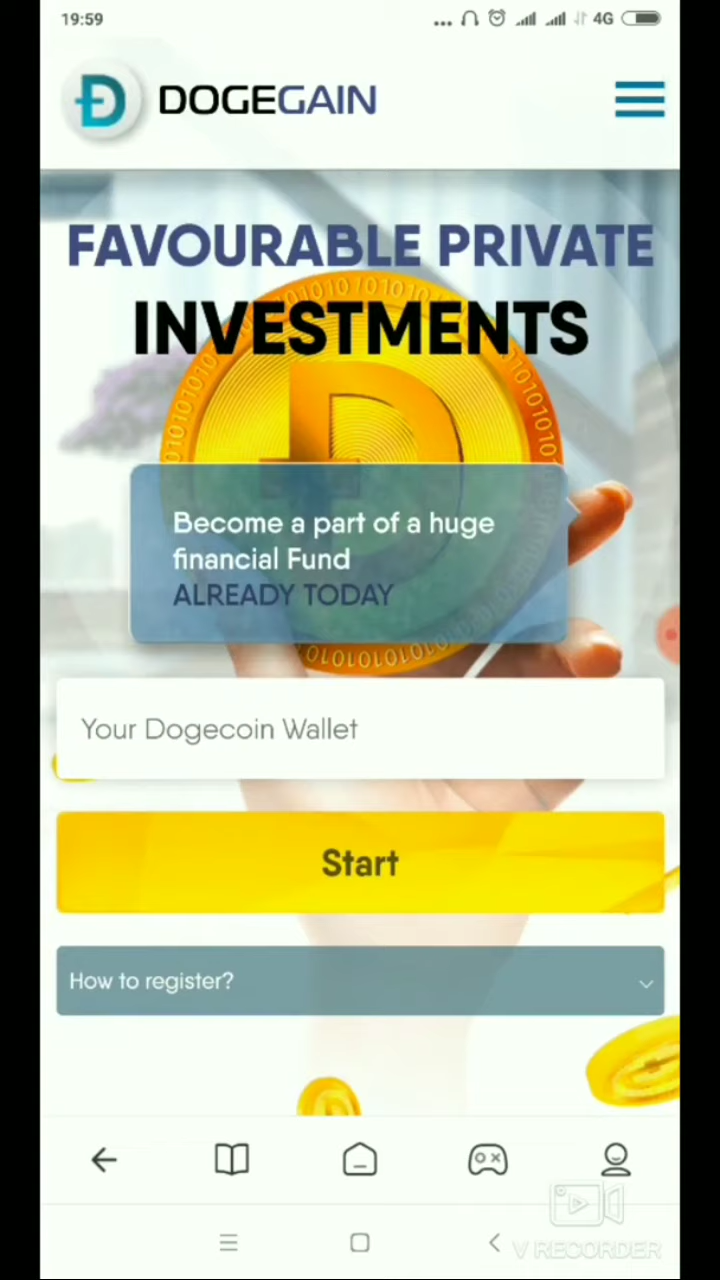 19:59
4G
DOGEGAIN
FAVOURABLE PRIVATE
INVESTMENTS
Become a part of a huge
financial Fund
ALREADY TODAY
Your Dogecoin Wallet
Start
How to register?
V RECORDER